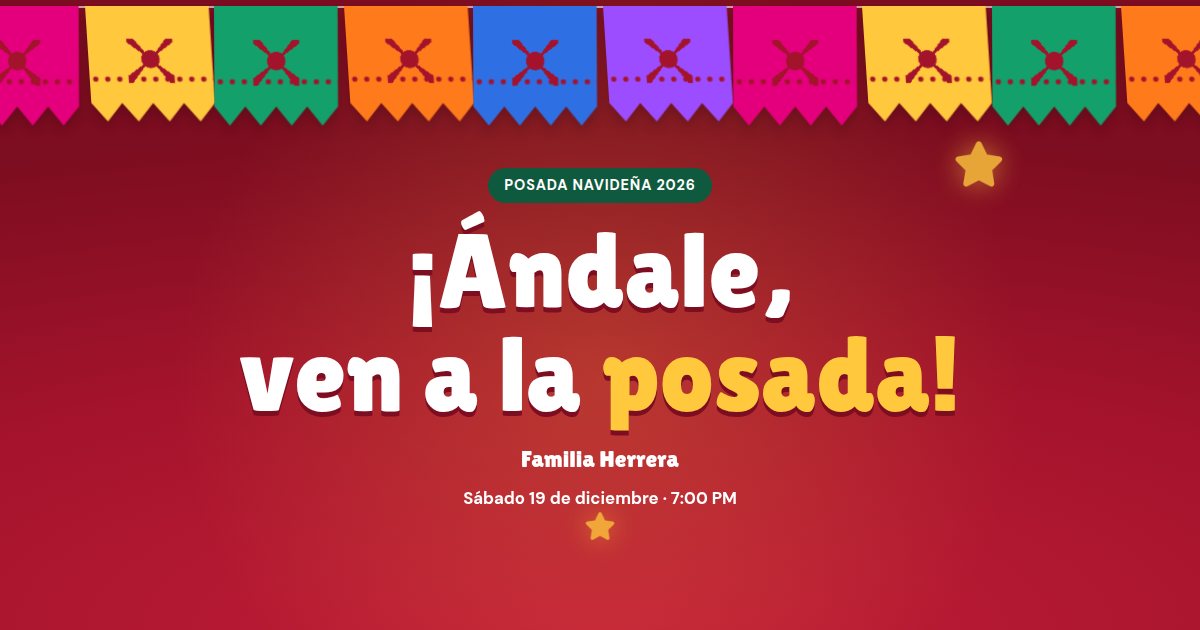 POSADA NAVIDEÑA 2026
¡Ándale,
ven a la posada!
Familia Herrera
Sábado 19 de diciembre · 7:00 PM